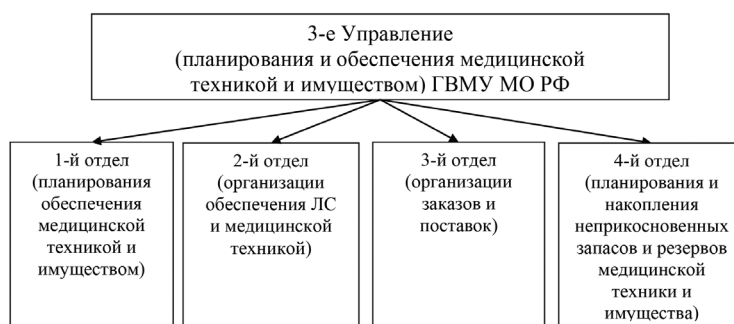 3-е Управление
(планирования и обеспечения медицинской
техникой и имуществом) ГВМУ МО РФ
1-й отдел
(планирования
обеспечения
медицинской
техникой и
имуществом)
2-й отдел
(организации
обеспечения ЛС
и медицинской
техникой)
3-й отдел
(организации
заказов и
поставок)
4-й отдел
(планирования и
накопления
неприкосновенных
запасов и резервов
медицинской
техники и
имущества)